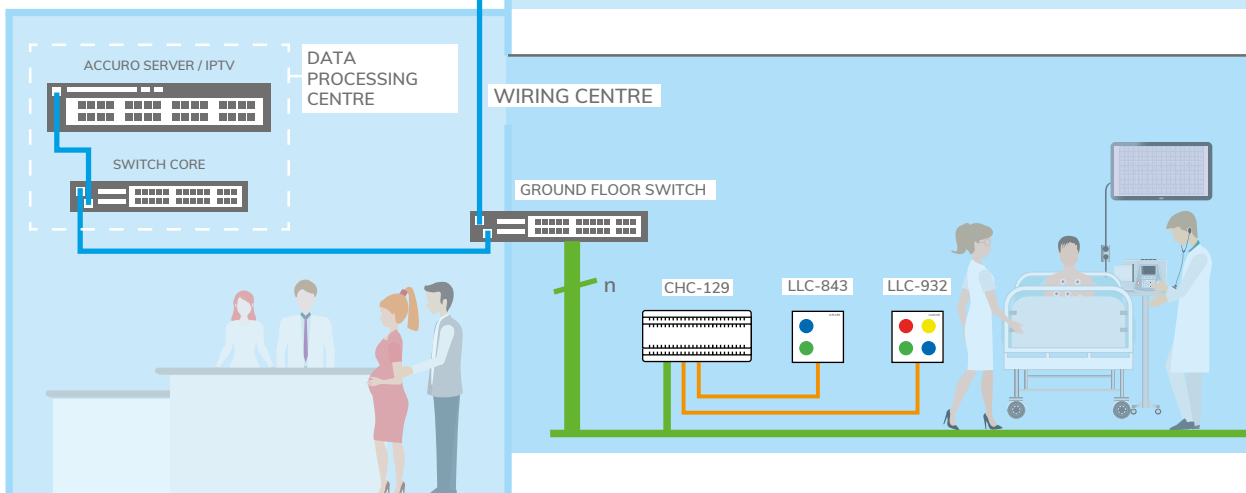 ACCURO SERVER / IPTV
DATA
PROCESSING
CENTRE
WIRING CENTRE
SWITCH CORE
GROUND FLOOR SWITCH
n
CHC-129
LLC-843
LLC-932